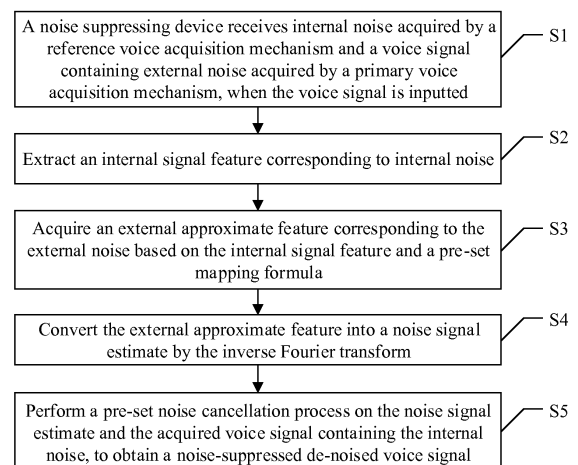 A noise suppressing device receives internal noise acquired by a
reference voice acquisition mechanism and a voice signal
containing external noise acquired by a primary voice
acquisition mechanism, when the voice signal is inputted
S1
Extract an internal signal feature corresponding to internal noise
S2
Acquire an external approximate feature corresponding to the
external noise based on the internal signal feature and a pre-set
mapping formula
S3
Convert the external approximate feature into a noise signal
estimate by the inverse Fourier transform
S4
Perform a pre-set noise cancellation process on the noise signal
estimate and the acquired voice signal containing the internal
noise, to obtain a noise-suppressed de-noised voice signal
S5